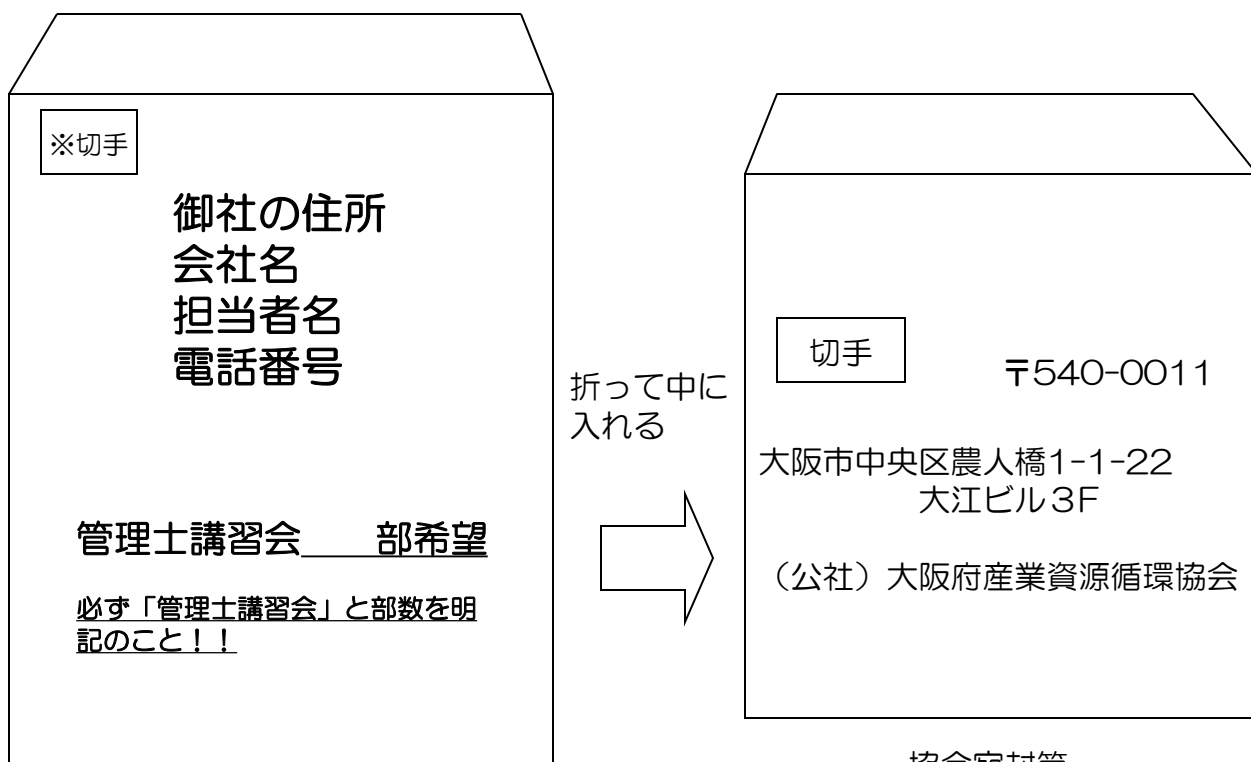 ※切手
御社の住所
会社名
担当者名
電話番号
管理士講習会　　部希望
必ず「管理士講習会」と部数を明
記のこと！！
折って中に
入れる
切手
〒540-0011
大阪市中央区農人橋1-1-22
大江ビル３F
（公社）大阪府産業資源循環協会